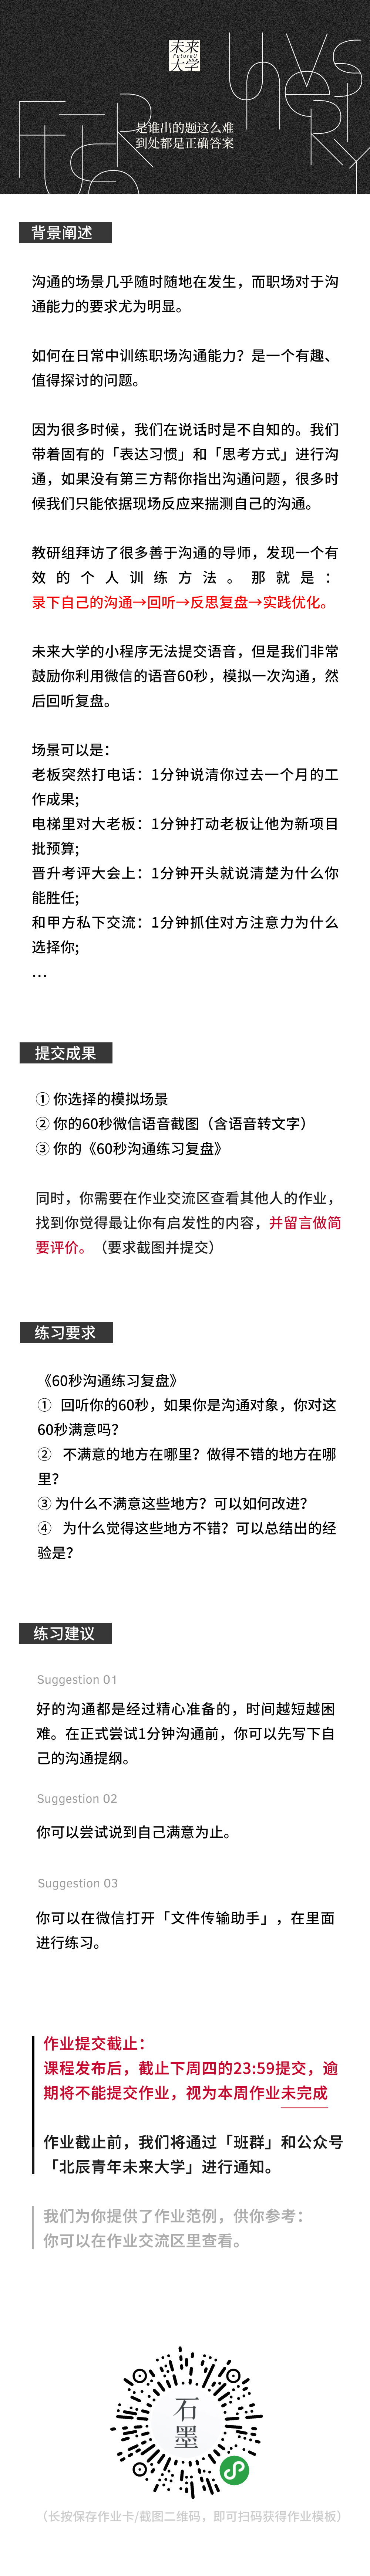 未来
FutureU
大学
FUTURE
UNIVERSITY
是谁出的题这么难
到处都是正确答案
背景阐述
沟通的场景几乎随时随地在发生，而职场对于沟
通能力的要求尤为明显。
如何在日常中训练职场沟通能力？是一个有趣、
值得探讨的问题。
因为很多时候，我们在说话时是不自知的。我们
带着固有的「表达习惯」和「思考方式」进行沟
通，如果没有第三方帮你指出沟通问题，很多时
候我们只能依据现场反应来揣测自己的沟通。
教研组拜访了很多善于沟通的导师，发现一个有
效的个人训练方法。那就是：
录下自己的沟通→回听→反思复盘→实践优化。
未来大学的小程序无法提交语音，但是我们非常
鼓励你利用微信的语音60秒，模拟一次沟通，然
后回听复盘。
场景可以是：
老板突然打电话：1分钟说清你过去一个月的工
作成果;
电梯里对大老板：1分钟打动老板让他为新项目
批预算;
晋升考评大会上：1分钟开头就说清楚为什么你
能胜任;
和甲方私下交流：1分钟抓住对方注意力为什么
选择你;
...
提交成果
① 你选择的模拟场景
② 你的60秒微信语音截图（含语音转文字）
③ 你的《60秒沟通练习复盘》
同时，你需要在作业交流区查看其他人的作业，
找到你觉得最让你有启发性的内容，并留言做简
要评价。（要求截图并提交）
练习要求
《60秒沟通练习复盘》
① 回听你的60秒，如果你是沟通对象，你对这
60秒满意吗？
② 不满意的地方在哪里？做得不错的地方在哪
里？
③ 为什么不满意这些地方？可以如何改进？
④ 为什么觉得这些地方不错？可以总结出的经
验是？
练习建议
Suggestion 01
好的沟通都是经过精心准备的，时间越短越困
难。在正式尝试1分钟沟通前，你可以先写下自
己的沟通提纲。
Suggestion 02
你可以尝试说到自己满意为止。
Suggestion 03
你可以在微信打开「文件传输助手」，在里面
进行练习。
作业提交截止：
课程发布后，截止下周四的23:59提交，逾
期将不能提交作业，视为本周作业未完成
作业截止前，我们将通过「班群」和公众号
「北辰青年未来大学」进行通知。
我们为你提供了作业范例，供你参考：
你可以在作业交流区里查看。
石
墨
（长按保存作业卡/截图二维码，即可扫码获得作业模板）